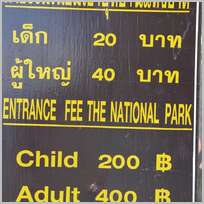 เด็ก 20 บาท
ผู้ใหญ่ 40 บาท
ENTRANCE FEE THE NATIONAL PARK
Child 200 ฿
Adult 400 ฿